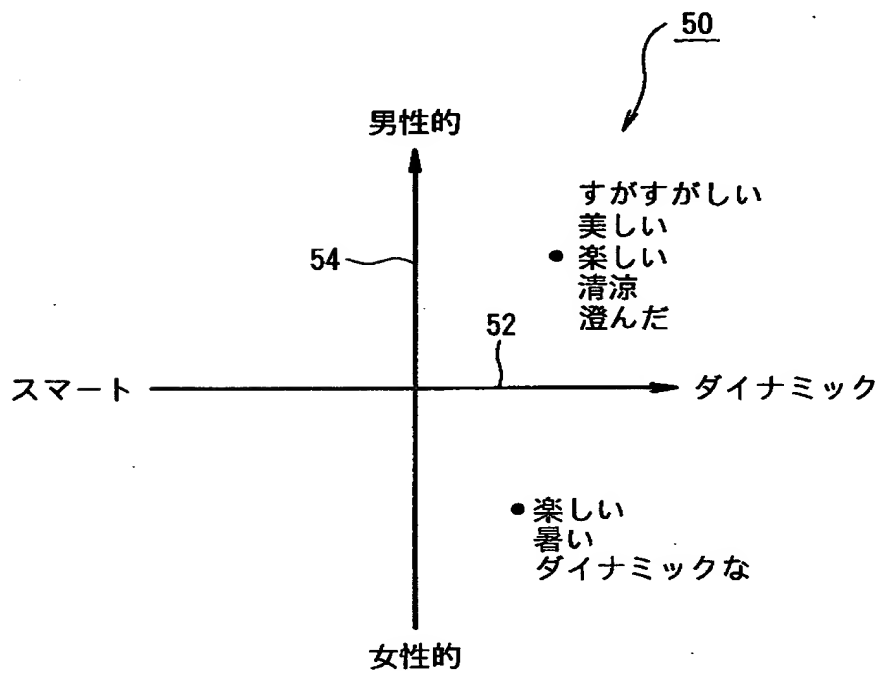 50
男性的
すがすがしい
美しい
54
楽しい
清涼
澄んだ
52
スマート
ダイナミック
楽しい
暑い
ダイナミックな
女性的